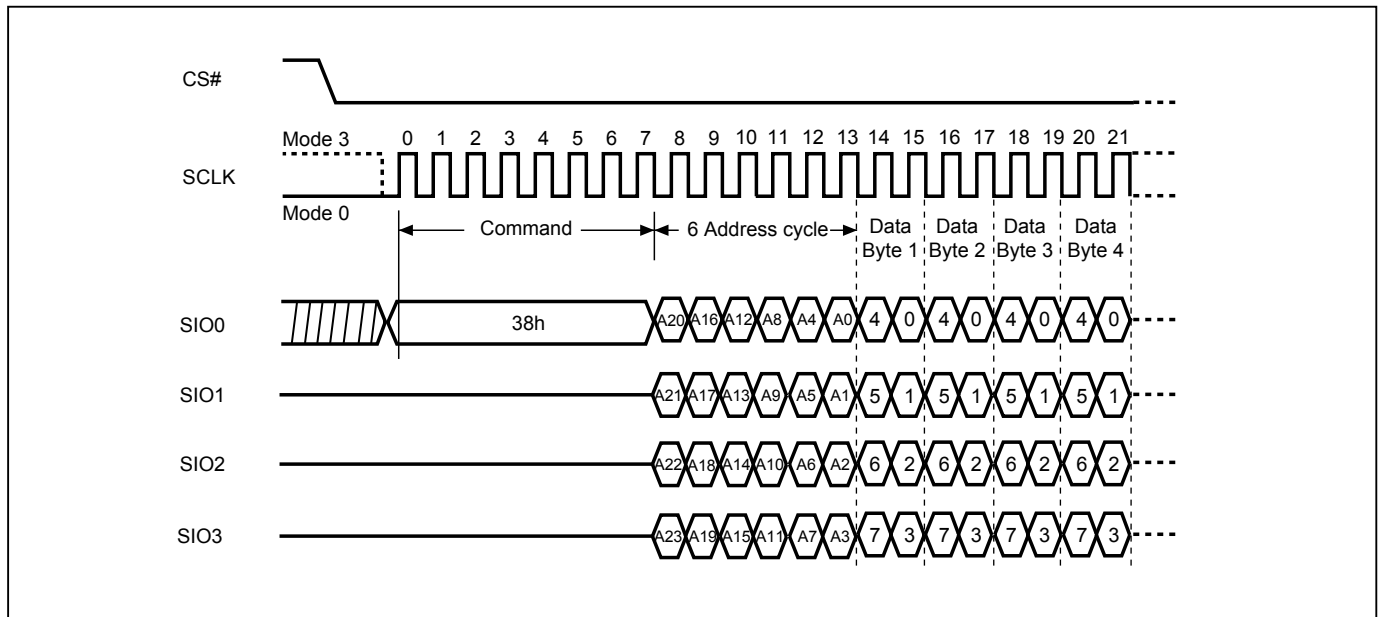 CS#
Mode 3
0 1 2 3 4 5 6 7 8 9 10 11 12 13 14 15 16 17 18 19 20 21
SCLK
Mode 0
Command
6 Address cycle
Data Byte 1
Data Byte 2
Data Byte 3
Data Byte 4
SIO0
38h
A20 A16 A12 A8 A4 A0 4 0 4 0 4 0 4 0
SIO1
A21 A17 A13 A9 A5 A1 5 1 5 1 5 1 5 1
SIO2
A22 A18 A14 A10 A6 A2 6 2 6 2 6 2 6 2
SIO3
A23 A19 A15 A11 A7 A3 7 3 7 3 7 3 7 3